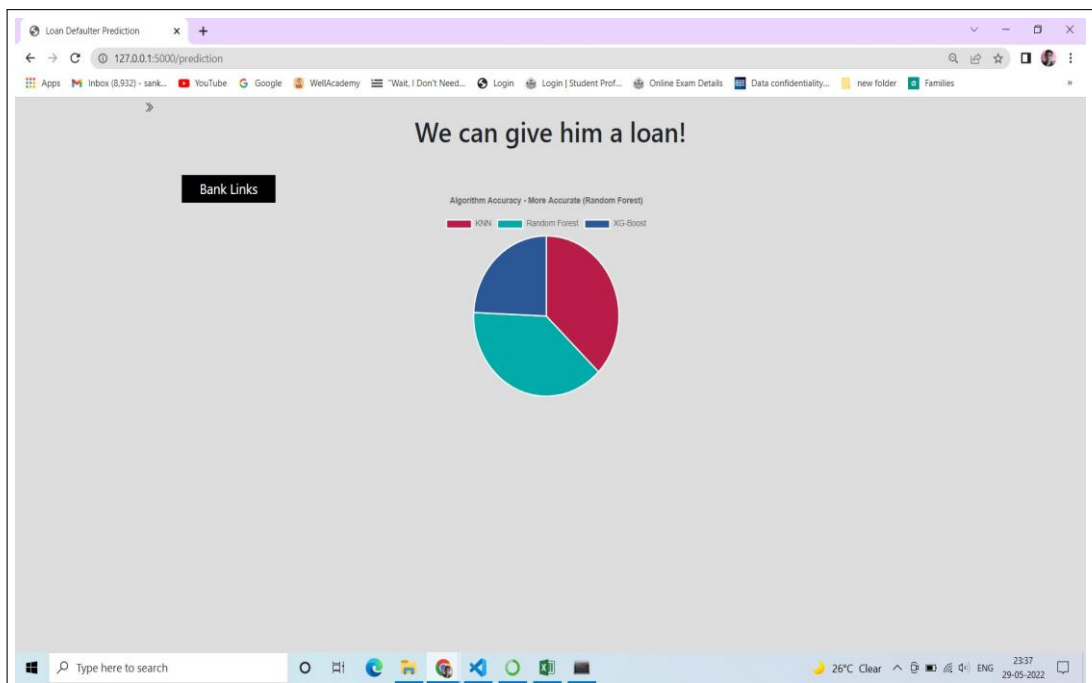 Loan Defaulter Prediction
127.0.0.1:5000/prediction
Apps Inbox (8,932) - sank... YouTube Google WellAcademy "Wait, I Don't Need... Login Login | Student Prof... Online Exam Details Data confidentiality... new folder Families »
We can give him a loan!
Bank Links
Algorithm Accuracy - More Accurate (Random Forest)
KNN Random Forest XG-Boost
Type here to search
26°C Clear ENG 23:37
29-05-2022